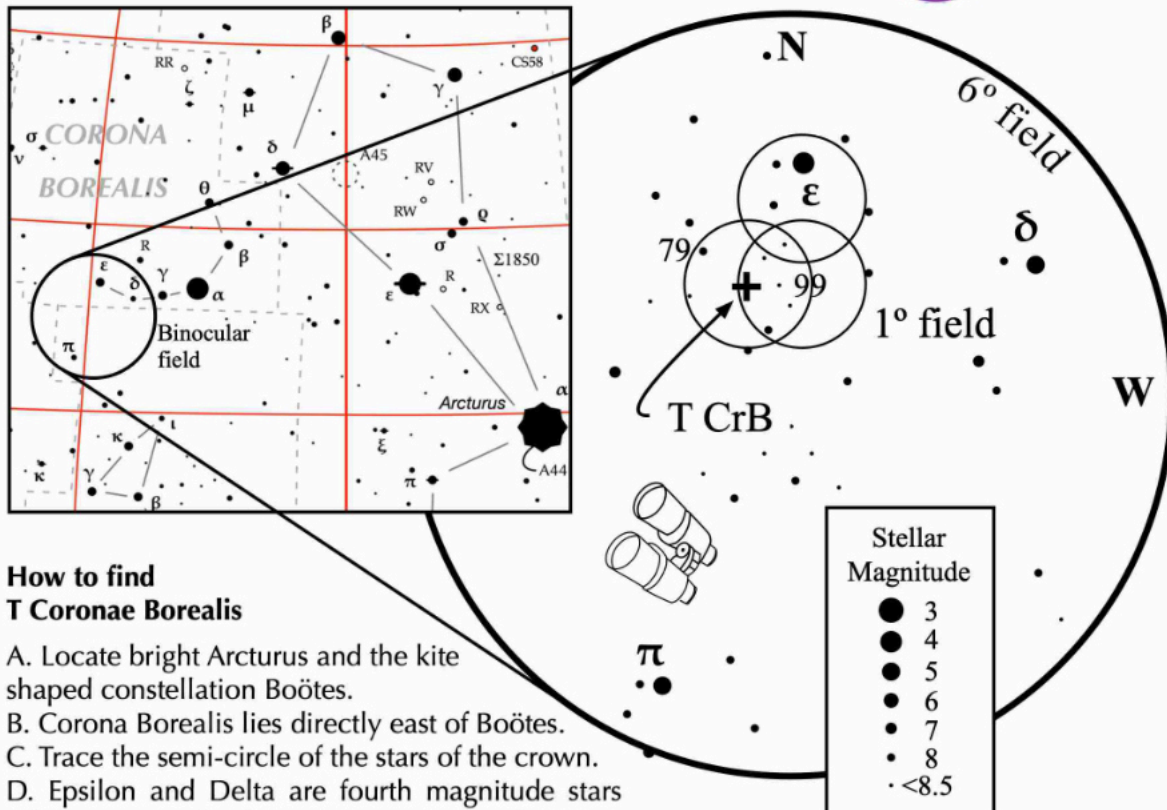 β
CS58
RR
ζ
γ
μ
σ
CORONA
ν
δ
A45
BOREALIS
RV
θ
RW
ϱ
σ
R
β
Σ1850
ε
δ
γ
α
ε
R
RX
Binocular
field
π
Arcturus
α
ι
κ
ξ
κ
γ
A44
π
β
N
6º field
ε
δ
79
99
1º field
W
T CrB
π
Stellar
Magnitude
3
4
5
6
7
8
<8.5
How to find
T Coronae Borealis
A. Locate bright Arcturus and the kite
shaped constellation Boötes.
B. Corona Borealis lies directly east of Boötes.
C. Trace the semi-circle of the stars of the crown.
D. Epsilon and Delta are fourth magnitude stars